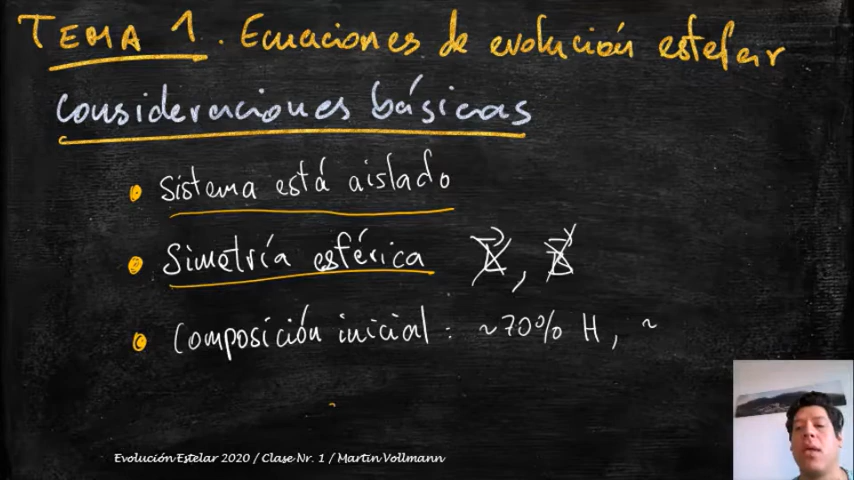 TEMA 1. Ecuaciones de evolución estelar
Consideraciones básicas
• Sistema está aislado
• Simetría esférica
• Composición inicial: ~70% H, ~
Evolución Estelar 2020 / Clase Nr. 1 / Martin Vollmann